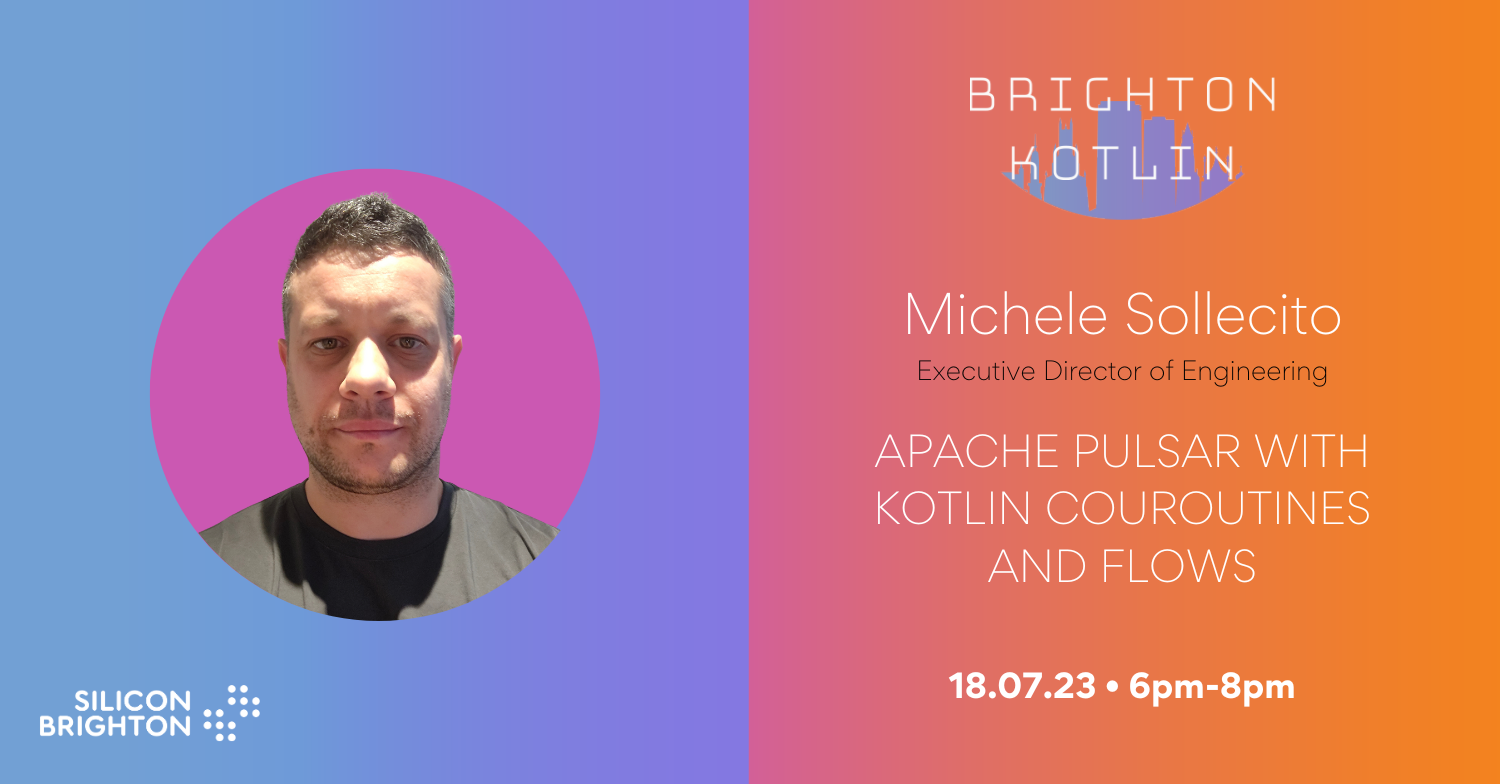 BRIGHTON
KOTLIN
Michele Sollecito
Executive Director of Engineering
APACHE PULSAR WITH
KOTLIN COUROUTINES
AND FLOWS
18.07.23 • 6pm-8pm
SILICON
BRIGHTON